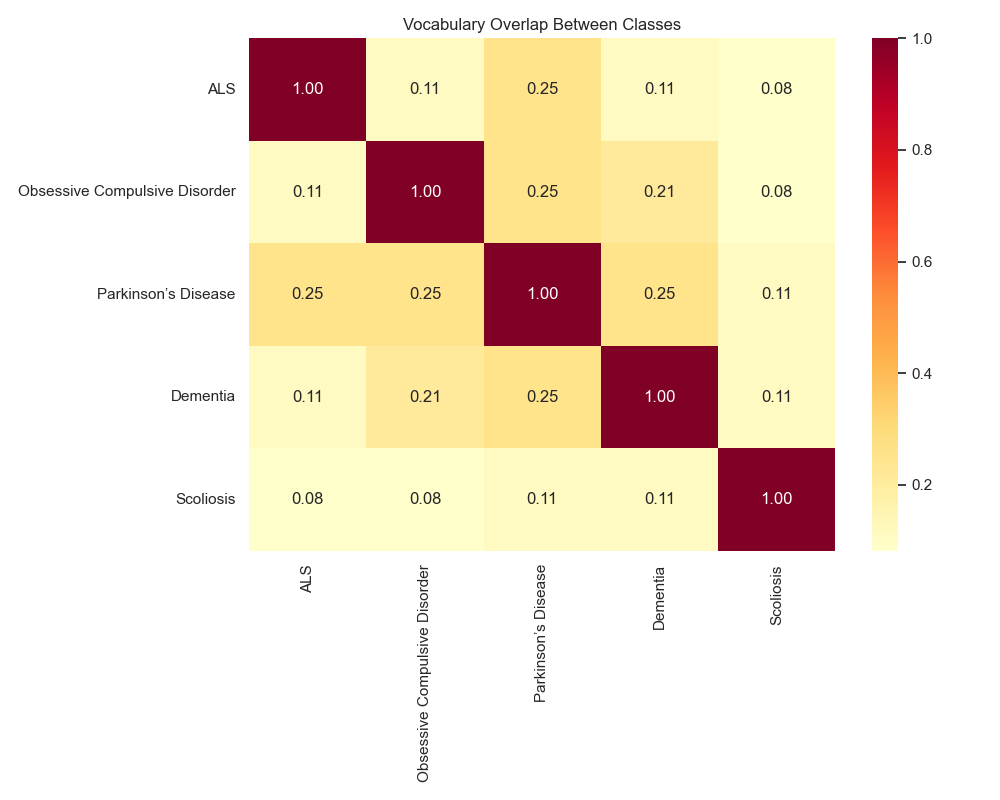 Vocabulary Overlap Between Classes
ALS 1.00 0.11 0.25 0.11 0.08
Obsessive Compulsive Disorder 0.11 1.00 0.25 0.21 0.08
Parkinson’s Disease 0.25 0.25 1.00 0.25 0.11
Dementia 0.11 0.21 0.25 1.00 0.11
Scoliosis 0.08 0.08 0.11 0.11 1.00
ALS
Obsessive Compulsive Disorder
Parkinson’s Disease
Dementia
Scoliosis
1.0
0.8
0.6
0.4
0.2